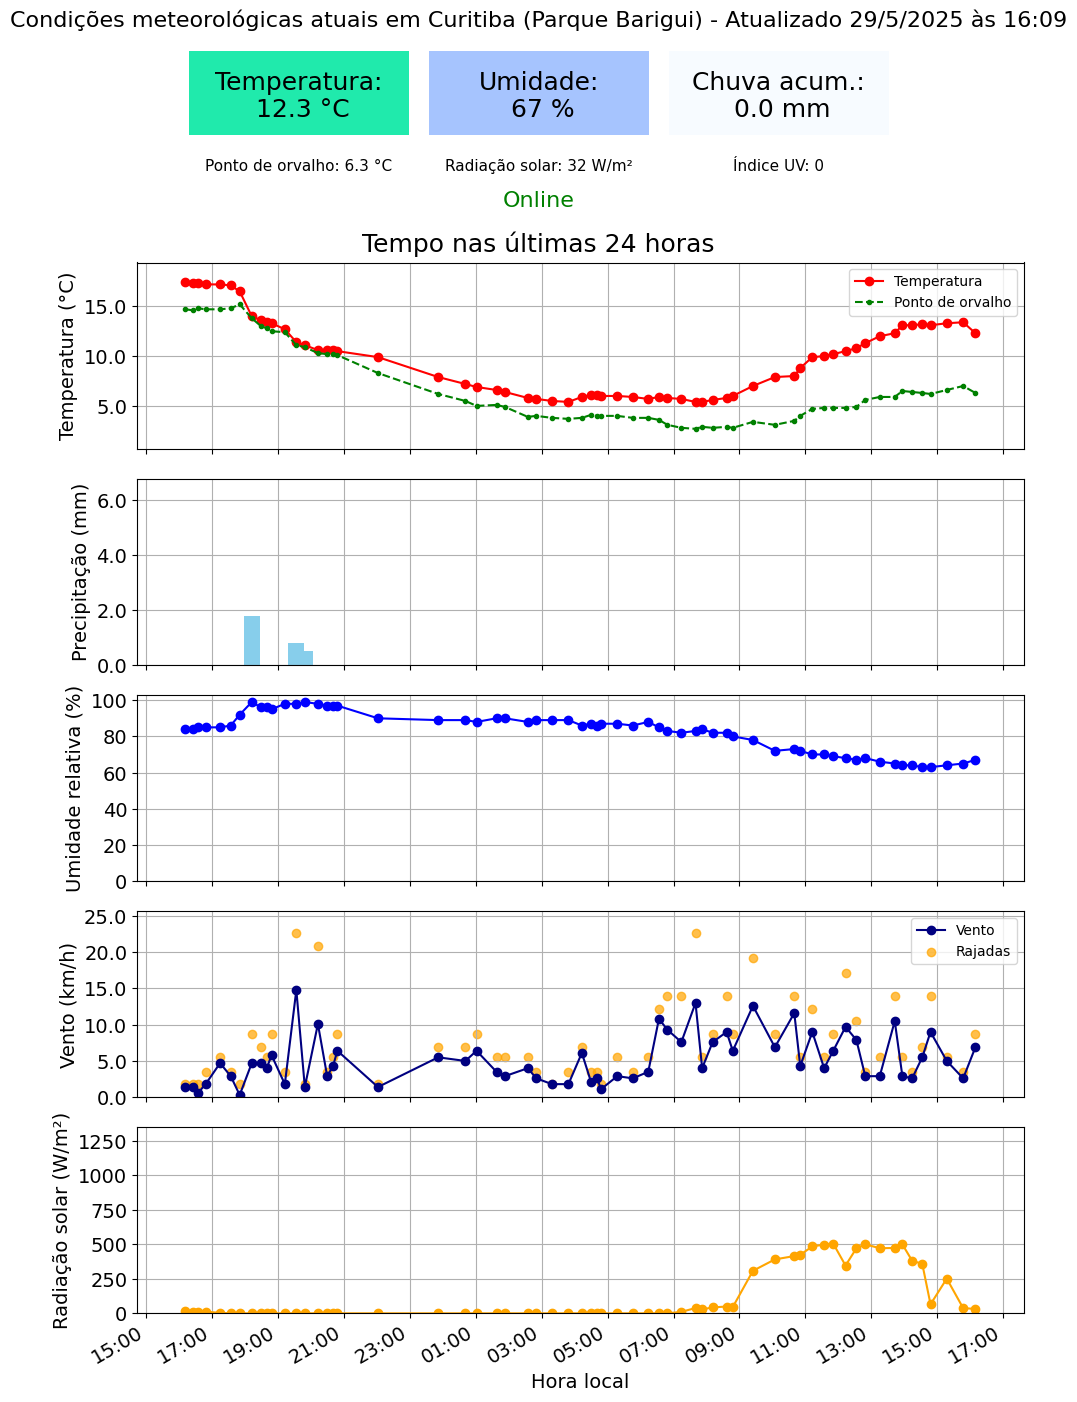 Condições meteorológicas atuais em Curitiba (Parque Barigui) - Atualizado 29/5/2025 às 16:09
Temperatura:
12.3 °C
Umidade:
67 %
Chuva acum.:
0.0 mm
Ponto de orvalho: 6.3 °C
Radiação solar: 32 W/m²
Índice UV: 0
Online
Tempo nas últimas 24 horas
Temperatura (°C)
15.0
10.0
5.0
Temperatura
Ponto de orvalho
Precipitação (mm)
6.0
4.0
2.0
0.0
Umidade relativa (%)
100
80
60
40
20
0
Vento (km/h)
25.0
20.0
15.0
10.0
5.0
0.0
Vento
Rajadas
Radiação solar (W/m²)
1250
1000
750
500
250
0
15:00
17:00
19:00
21:00
23:00
01:00
03:00
05:00
07:00
09:00
11:00
13:00
15:00
17:00
Hora local